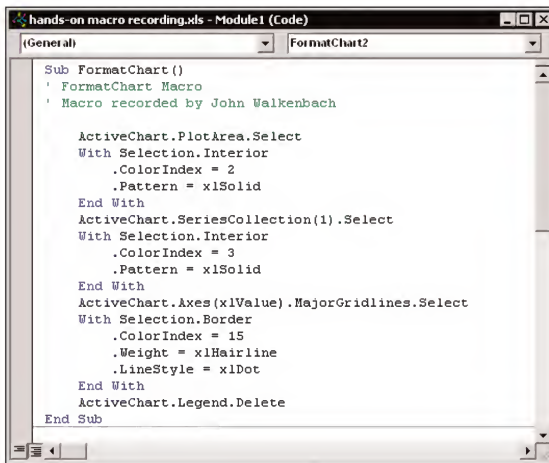 hands-on macro recording.xls - Module1 (Code)
(General) FormatChart2
Sub FormatChart()
' FormatChart Macro
' Macro recorded by John Walkenbach
ActiveChart.PlotArea.Select
With Selection.Interior
.ColorIndex = 2
.Pattern = xlSolid
End With
ActiveChart.SeriesCollection(1).Select
With Selection.Interior
.ColorIndex = 3
.Pattern = xlSolid
End With
ActiveChart.Axes(xlValue).MajorGridlines.Select
With Selection.Border
.ColorIndex = 15
.Weight = xlHairline
.LineStyle = xlDot
End With
ActiveChart.Legend.Delete
End Sub